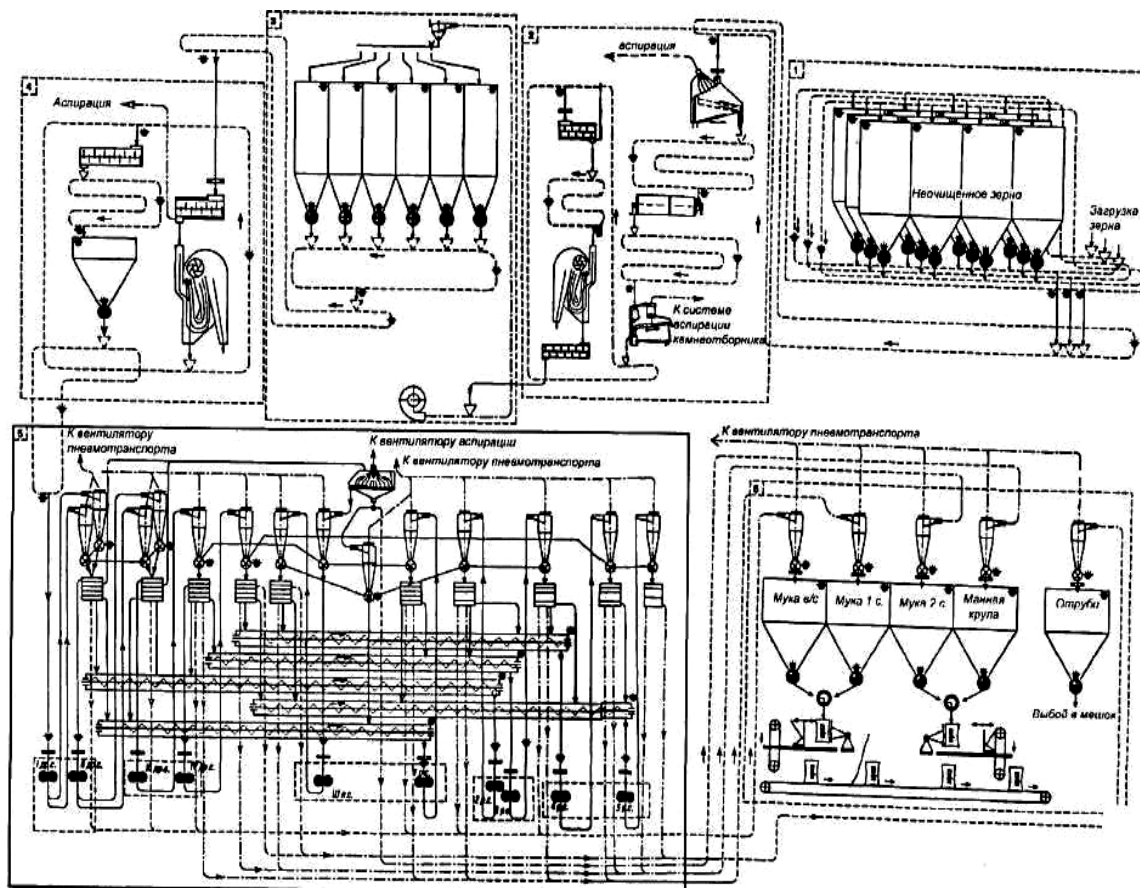 3
2
1
4
аспирация
Аспирация
Неочищенное зерно
Загрузка
зерна
К системе
аспирации
камнеотборника
5
К вентилятору
пневмотранспорта
К вентилятору аспирации
К вентилятору пневмотранспорта
К вентилятору пневмотранспорта
Мука в/с
Мука 1 с.
Мука 2 с.
Манная
крупа
Отруби
Выбой в мешок